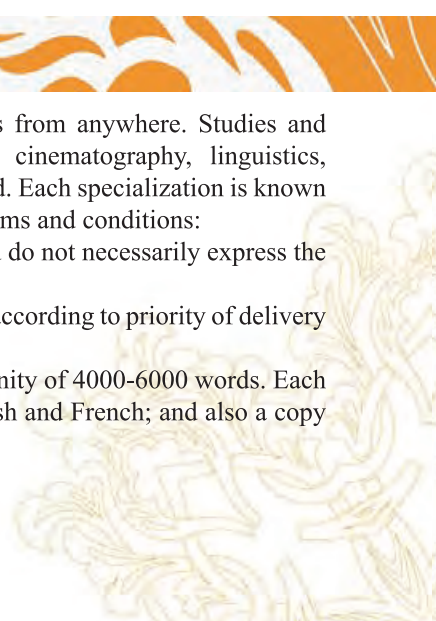 from anywhere. Studies and
cinematography, linguistics,
. Each specialization is known
ms and conditions:
do not necessarily express the
according to priority of delivery
nity of 4000-6000 words. Each
sh and French; and also a copy